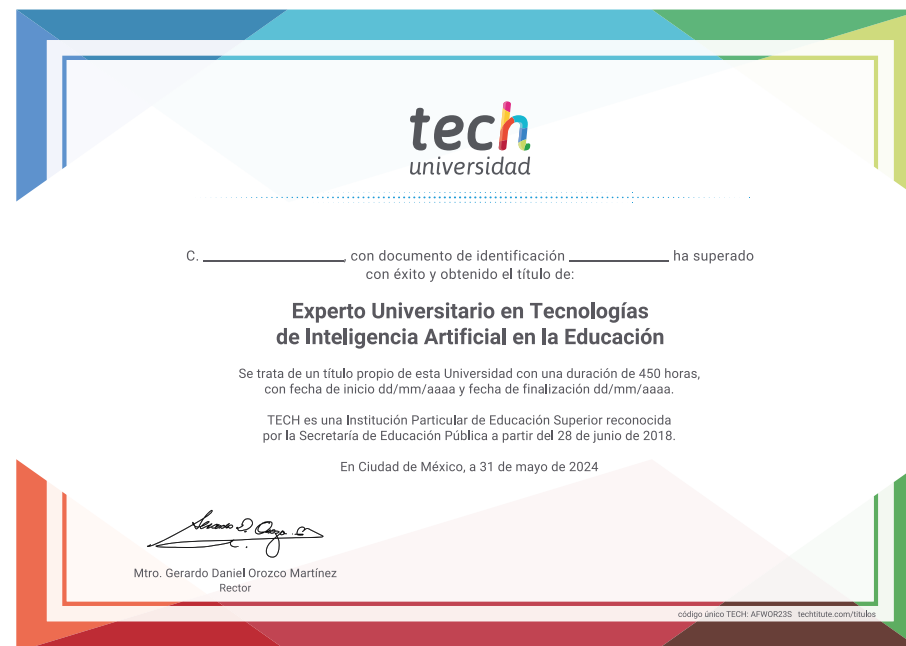 tech
universidad
C. ____________, con documento de identificación ____________ ha superado
con éxito y obtenido el título de:
Experto Universitario en Tecnologías
de Inteligencia Artificial en la Educación
Se trata de un título propio de esta Universidad con una duración de 450 horas,
con fecha de inicio dd/mm/aaaa y fecha de finalización dd/mm/aaaa.
TECH es una Institución Particular de Educación Superior reconocida
por la Secretaría de Educación Pública a partir del 28 de junio de 2018.
En Ciudad de México, a 31 de mayo de 2024
Mtro. Gerardo Daniel Orozco Martínez
Rector
código único TECH: AFWOR23S techtitute.com/titulos